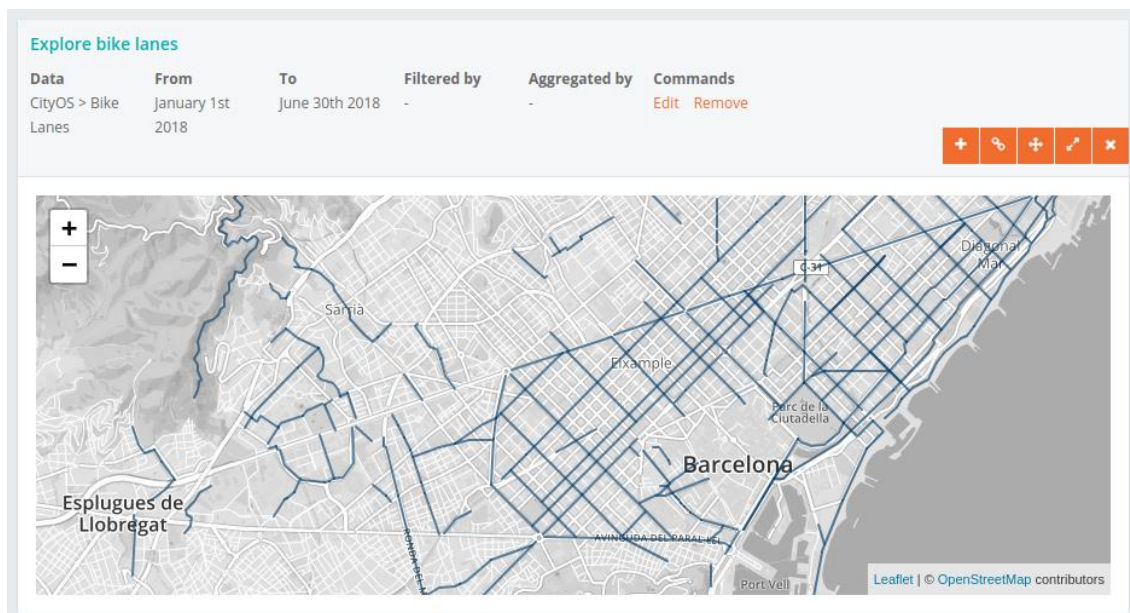 Explore bike lanes
Data From To Filtered by Aggregated by Commands
CityOS > Bike January 1st June 30th 2018 - - Edit Remove
Lanes 2018
+
−
Diagonal
Mar
C-31
Sarrià
Eixample
Parc de la
Ciutadella
Barcelona
Esplugues de
Llobregat
AVINGUDA DEL PARAL·LEL
RONDA DEL M
Port Vell
Leaflet | © OpenStreetMap contributors